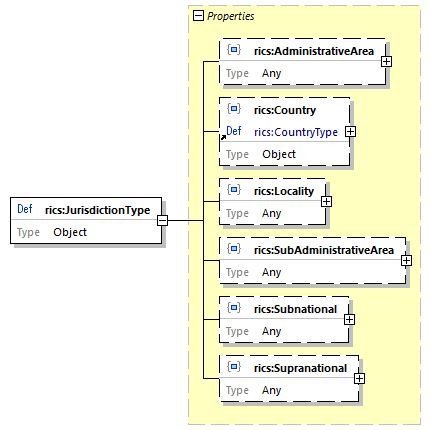 Properties
rics:AdministrativeArea
Type Any
rics:Country
Def rics:CountryType
Type Object
rics:Locality
Type Any
Def rics:JurisdictionType
Type Object
rics:SubAdministrativeArea
Type Any
rics:Subnational
Type Any
rics:Supranational
Type Any